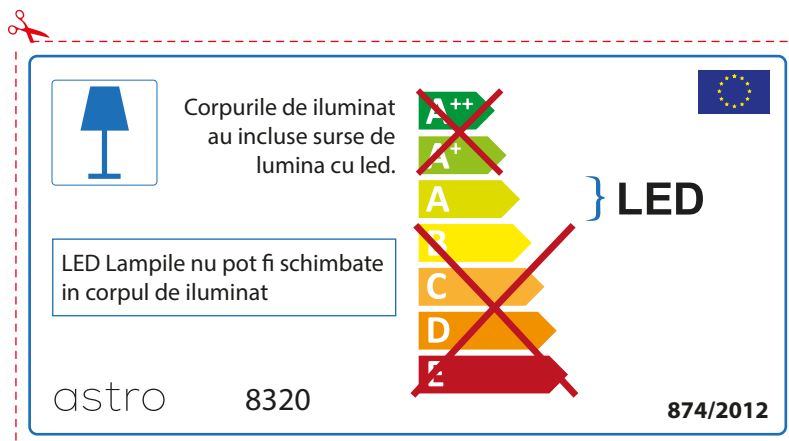 Corpurile de iluminat
au incluse surse de
lumina cu led.
LED Lampile nu pot fi schimbate
in corpul de iluminat
A++
A+
A
B
C
D
E
LED
astro
8320
874/2012